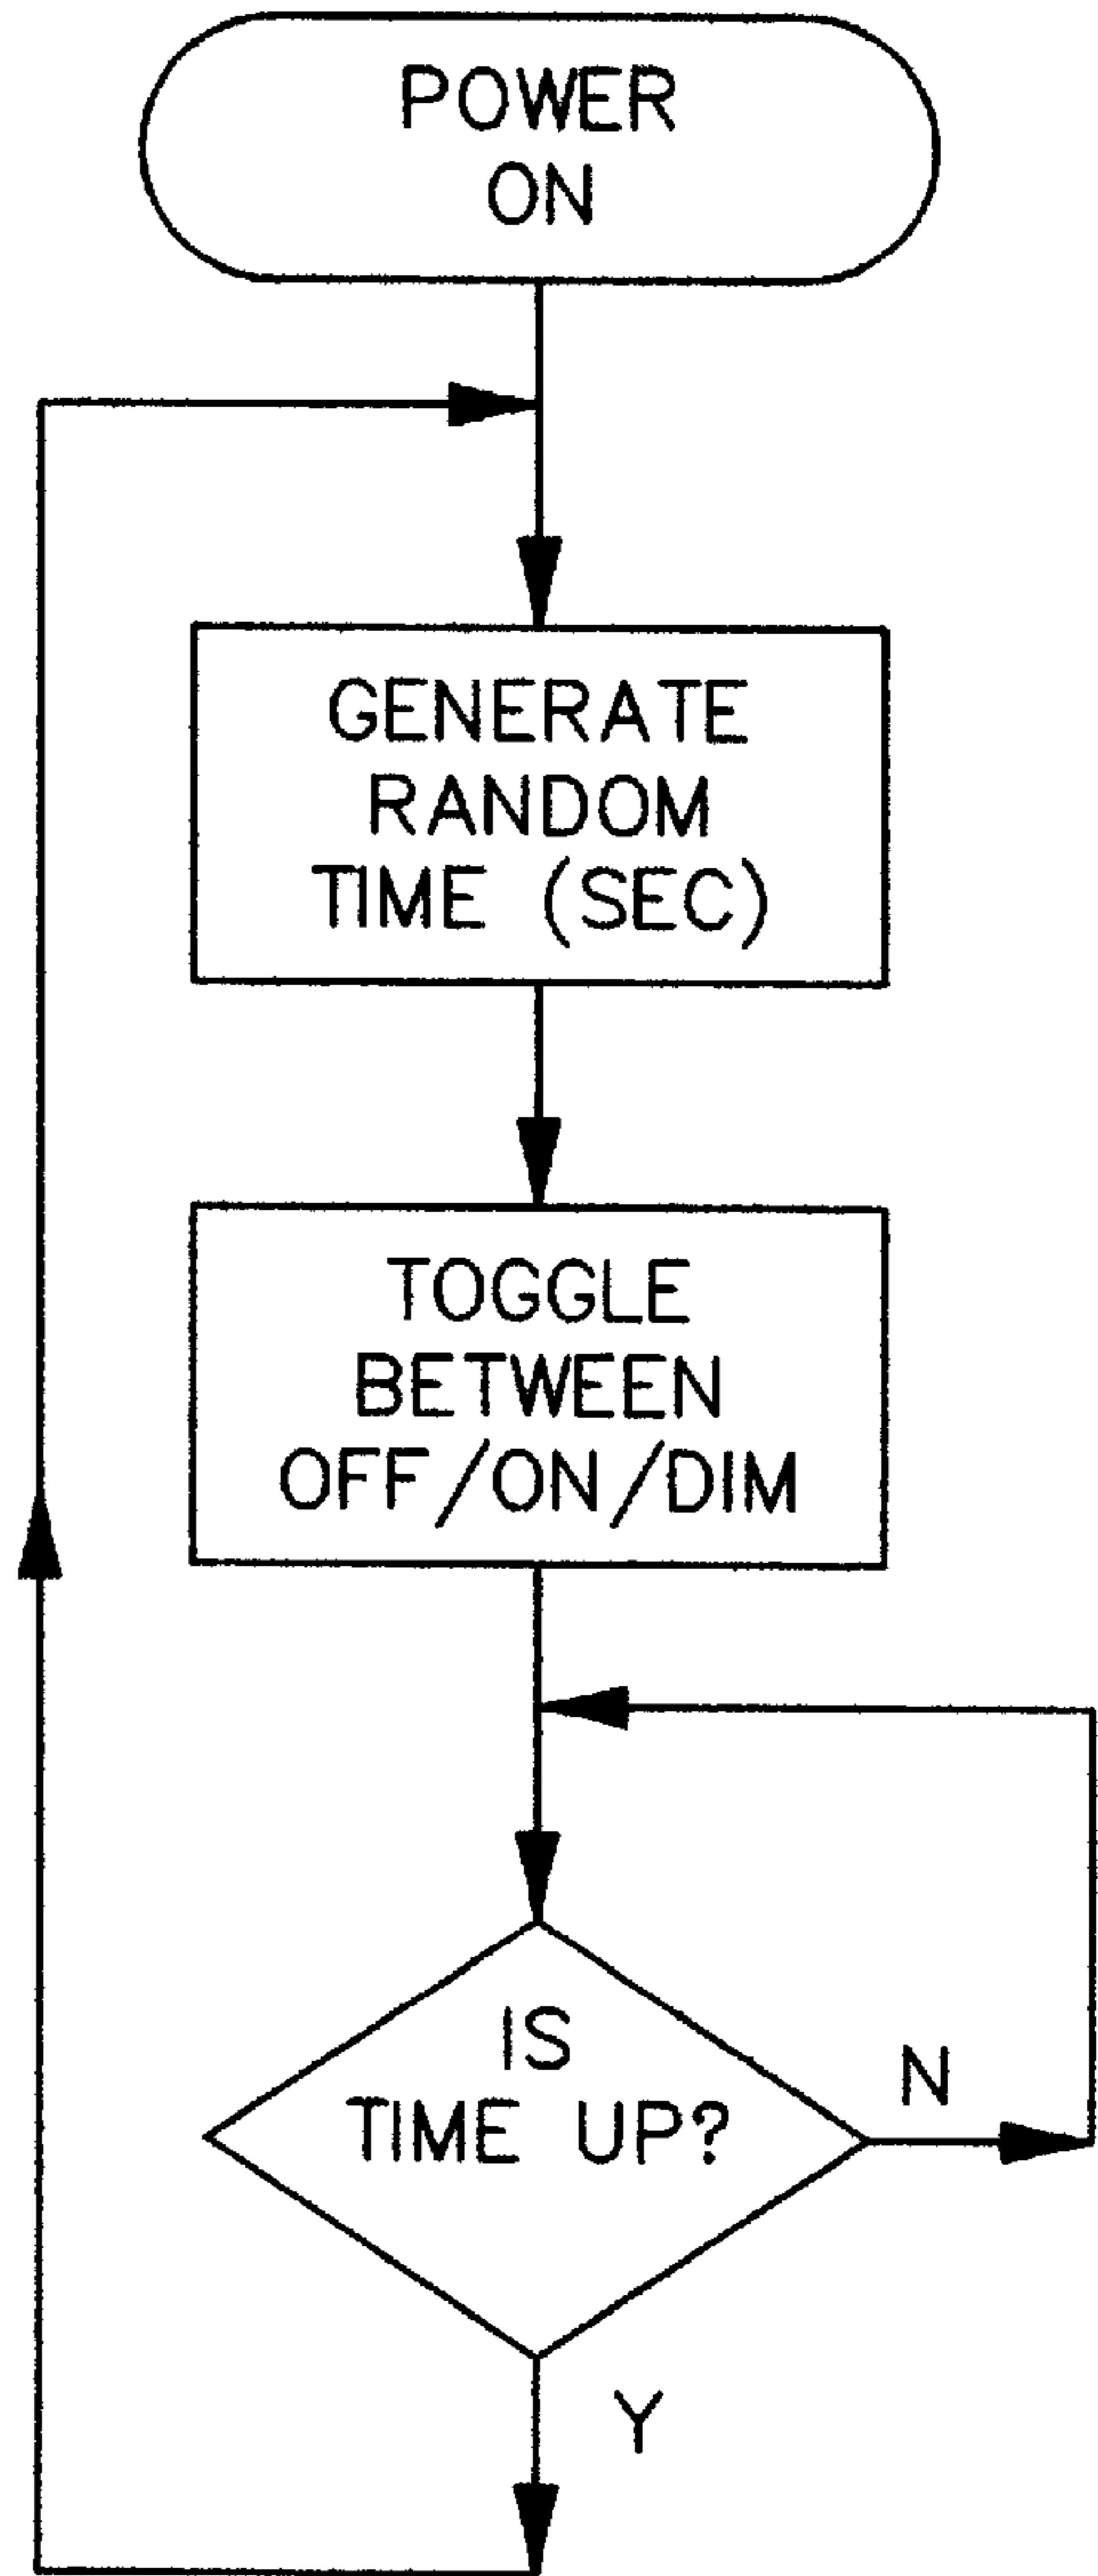 POWER
ON
GENERATE
RANDOM
TIME (SEC)
TOGGLE
BETWEEN
OFF/ON/DIM
IS
TIME UP?
N
Y